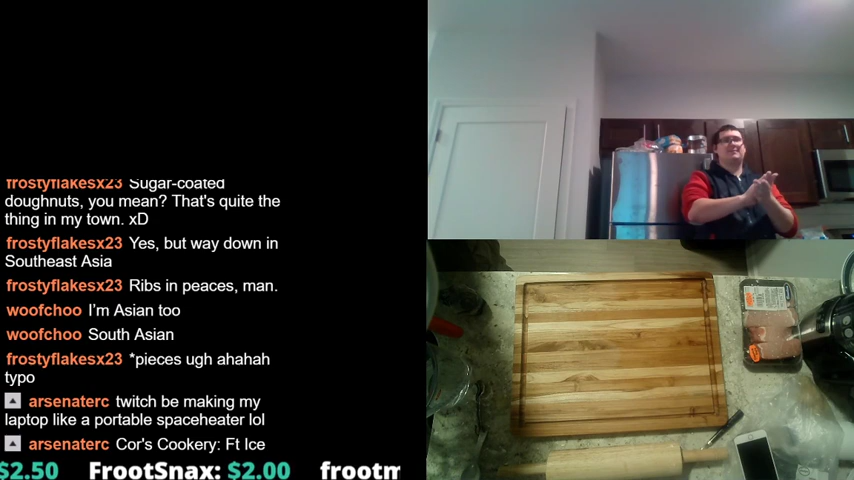 frostyflakesx23 Sugar-coated
doughnuts, you mean? That's quite the
thing in my town. xD
frostyflakesx23 Yes, but way down in
Southeast Asia
frostyflakesx23 Ribs in peaces, man.
woofchoo I'm Asian too
woofchoo South Asian
frostyflakesx23 *pieces ugh ahahah
typo
arsenaterc twitch be making my
laptop like a portable spaceheater lol
arsenaterc Cor's Cookery: Ft Ice
$2.50 FrootSnax: $2.00 frootm